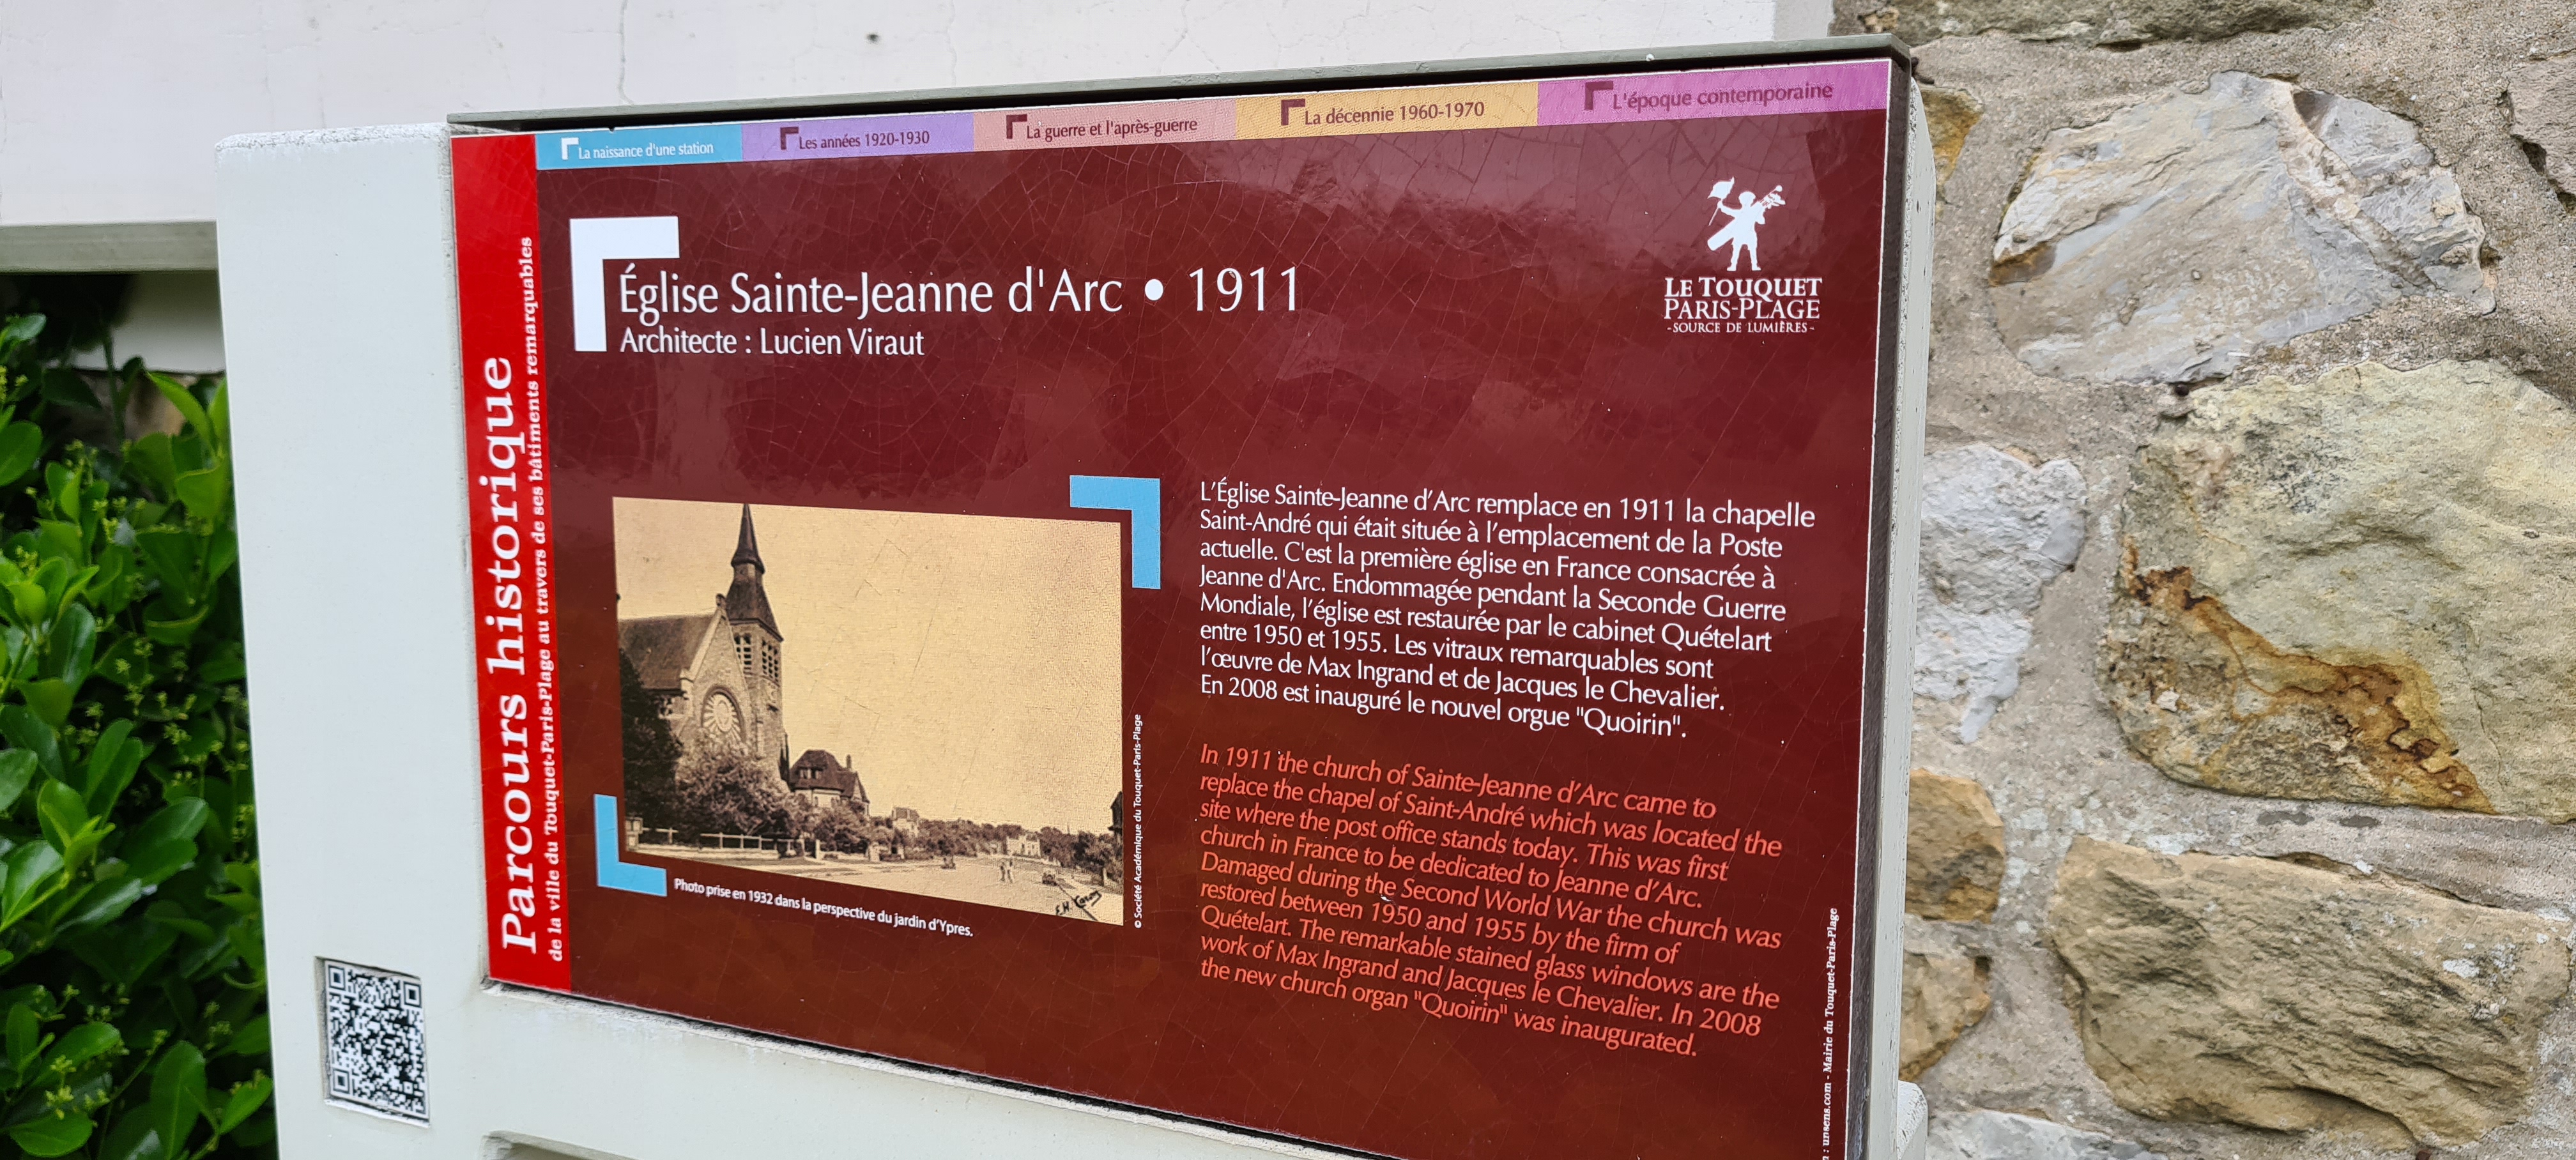 La naissance d'une station
Les années 1920-1930
La guerre et l'après-guerre
La décennie 1960-1970
L'époque contemporaine
Parcours historique
de la ville du Touquet-Paris-Plage au travers de ses bâtiments remarquables
Église Sainte-Jeanne d'Arc • 1911
Architecte : Lucien Viraut
LE TOUQUET
PARIS-PLAGE
-SOURCE DE LUMIÈRES-
L'Église Sainte-Jeanne d'Arc remplace en 1911 la chapelle
Saint-André qui était située à l'emplacement de la Poste
actuelle. C'est la première église en France consacrée à
Jeanne d'Arc. Endommagée pendant la Seconde Guerre
Mondiale, l'église est restaurée par le cabinet Quételart
entre 1950 et 1955. Les vitraux remarquables sont
l'œuvre de Max Ingrand et de Jacques le Chevalier.
En 2008 est inauguré le nouvel orgue "Quoirin".
In 1911 the church of Sainte-Jeanne d'Arc came to
replace the chapel of Saint-André which was located the
site where the post office stands today. This was first
church in France to be dedicated to Jeanne d'Arc.
Damaged during the Second World War the church was
restored between 1950 and 1955 by the firm of
Quételart. The remarkable stained glass windows are the
work of Max Ingrand and Jacques le Chevalier. In 2008
the new church organ "Quoirin" was inaugurated.
© Société Académique du Touquet-Paris-Plage
Photo prise en 1932 dans la perspective du jardin d'Ypres.
: unsens.com - Mairie du Touquet-Paris-Plage